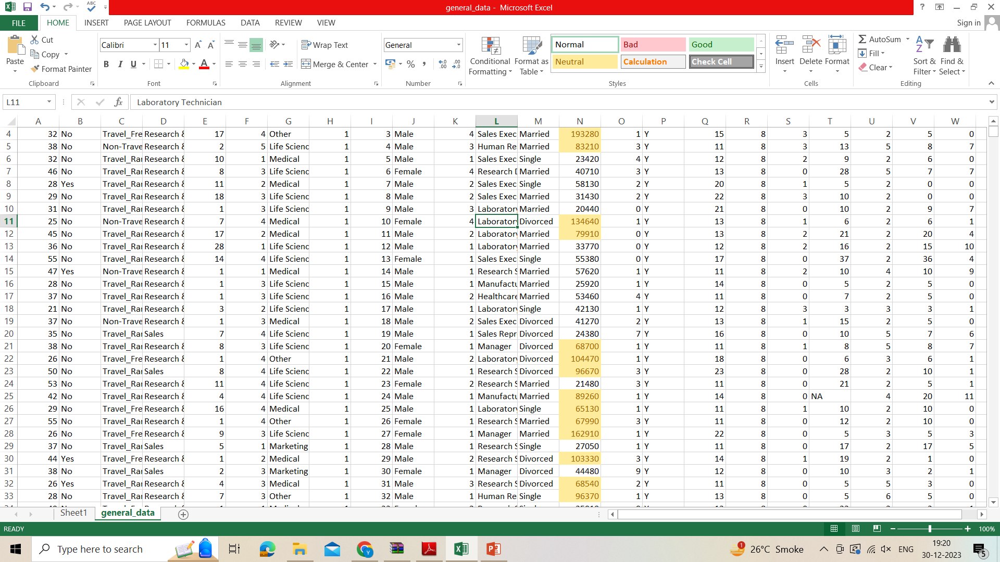 general_data - Microsoft Excel
FILE HOME INSERT PAGE LAYOUT FORMULAS DATA REVIEW VIEW Sign in
Cut
Copy
Format Painter
Paste
Clipboard
Calibri 11
Font
Wrap Text
Merge & Center
Alignment
General
Number
Conditional Formatting
Format as Table
Normal Bad Good
Neutral Calculation Check Cell
Styles
Insert Delete Format
Cells
AutoSum
Fill
Clear
Sort & Filter
Find & Select
Editing
L11 fx Laboratory Technician
A B C D E F G H I J K L M N O P Q R S T U V W
4 32 No Travel_Fre Research & 17 4 Other 1 3 Male 4 Sales Exec Married 193280 1 Y 15 8 3 5 2 5 0
5 38 No Non-Trave Research & 2 5 Life Scienc 1 4 Male 3 Human Re Married 83210 3 Y 11 8 3 13 5 8 7
6 32 No Travel_Rar Research & 10 1 Medical 1 5 Male 1 Sales Exec Single 23420 4 Y 12 8 2 9 2 6 0
7 46 No Travel_Rar Research & 8 3 Life Scienc 1 6 Female 4 Research D Married 40710 3 Y 13 8 0 28 5 7 7
8 28 Yes Travel_Rar Research & 11 2 Medical 1 7 Male 2 Sales Exec Single 58130 2 Y 20 8 1 5 2 0 0
9 29 No Travel_Rar Research & 18 3 Life Scienc 1 8 Male 2 Sales Exec Married 31430 2 Y 22 8 3 10 2 0 0
10 31 No Travel_Rar Research & 1 3 Life Scienc 1 9 Male 3 Laboratory Married 20440 0 Y 21 8 0 10 2 9 7
11 25 No Non-Trave Research & 7 4 Medical 1 10 Female 4 Laboratory Divorced 134640 1 Y 13 8 1 6 2 6 1
12 45 No Travel_Rar Research & 17 2 Medical 1 11 Male 2 Laboratory Married 79910 0 Y 13 8 2 21 2 20 4
13 36 No Travel_Rar Research & 28 1 Life Scienc 1 12 Male 1 Laboratory Married 33770 0 Y 12 8 2 16 2 15 10
14 55 No Travel_Rar Research & 14 4 Life Scienc 1 13 Female 1 Sales Exec Single 55380 0 Y 17 8 0 37 2 36 4
15 47 Yes Non-Trave Research & 1 1 Medical 1 14 Male 1 Research S Married 57620 1 Y 11 8 2 10 4 10 9
16 28 No Travel_Rar Research & 1 3 Life Scienc 1 15 Male 1 Manufactu Married 25920 1 Y 14 8 0 5 2 5 0
17 37 No Travel_Rar Research & 1 3 Life Scienc 1 16 Male 2 Healthcare Married 53460 4 Y 11 8 0 7 2 5 0
18 21 No Travel_Rar Research & 3 2 Life Scienc 1 17 Male 1 Laboratory Single 42130 1 Y 12 8 3 3 3 3 1
19 37 No Non-Trave Research & 1 3 Medical 1 18 Male 2 Sales Exec Divorced 41270 2 Y 13 8 1 15 2 5 0
20 35 No Travel_Rar Sales 7 4 Life Scienc 1 19 Male 1 Sales Repr Divorced 24380 7 Y 16 8 0 10 5 7 6
21 38 No Travel_Rar Research & 8 3 Life Scienc 1 20 Female 1 Manager Divorced 68700 1 Y 11 8 1 8 5 8 7
22 26 No Travel_Fre Research & 1 4 Other 1 21 Male 2 Laboratory Divorced 104470 1 Y 18 8 0 6 3 6 1
23 50 No Travel_Rar Sales 8 4 Life Scienc 1 22 Male 1 Research S Divorced 96670 3 Y 23 8 0 28 2 10 1
24 53 No Travel_Rar Research & 11 4 Life Scienc 1 23 Female 2 Research S Married 21480 3 Y 11 8 0 21 2 5 1
25 42 No Travel_Rar Research & 4 4 Life Scienc 1 24 Male 1 Manufactu Married 89260 1 Y 14 8 0 NA 4 20 11
26 29 No Travel_Fre Research & 16 4 Medical 1 25 Male 1 Laboratory Single 65130 1 Y 11 8 1 10 2 10 0
27 55 No Travel_Rar Research & 1 4 Other 1 26 Female 1 Research S Married 67990 3 Y 11 8 0 12 2 10 0
28 26 No Travel_Fre Research & 9 3 Life Scienc 1 27 Female 1 Manager Married 162910 1 Y 22 8 0 5 3 5 3
29 37 No Travel_Rar Sales 5 1 Marketing 1 28 Male 1 Research S Single 27050 1 Y 11 8 0 17 2 17 5
30 44 Yes Travel_Fre Research & 1 2 Medical 1 29 Male 2 Research S Divorced 103330 3 Y 14 8 1 19 2 1 0
31 38 No Travel_Rar Sales 2 3 Marketing 1 30 Female 1 Manager Divorced 44480 9 Y 12 8 0 10 3 2 1
32 26 Yes Travel_Rar Research & 4 3 Medical 1 31 Male 3 Research S Divorced 68540 2 Y 11 8 0 5 5 3 0
33 28 No Travel_Rar Research & 7 3 Other 1 32 Male 1 Human Re Single 96370 1 Y 13 8 0 5 6 5 0
Sheet1 general_data
READY 100%
Type here to search
26°C Smoke ENG 19:20
30-12-2023 5